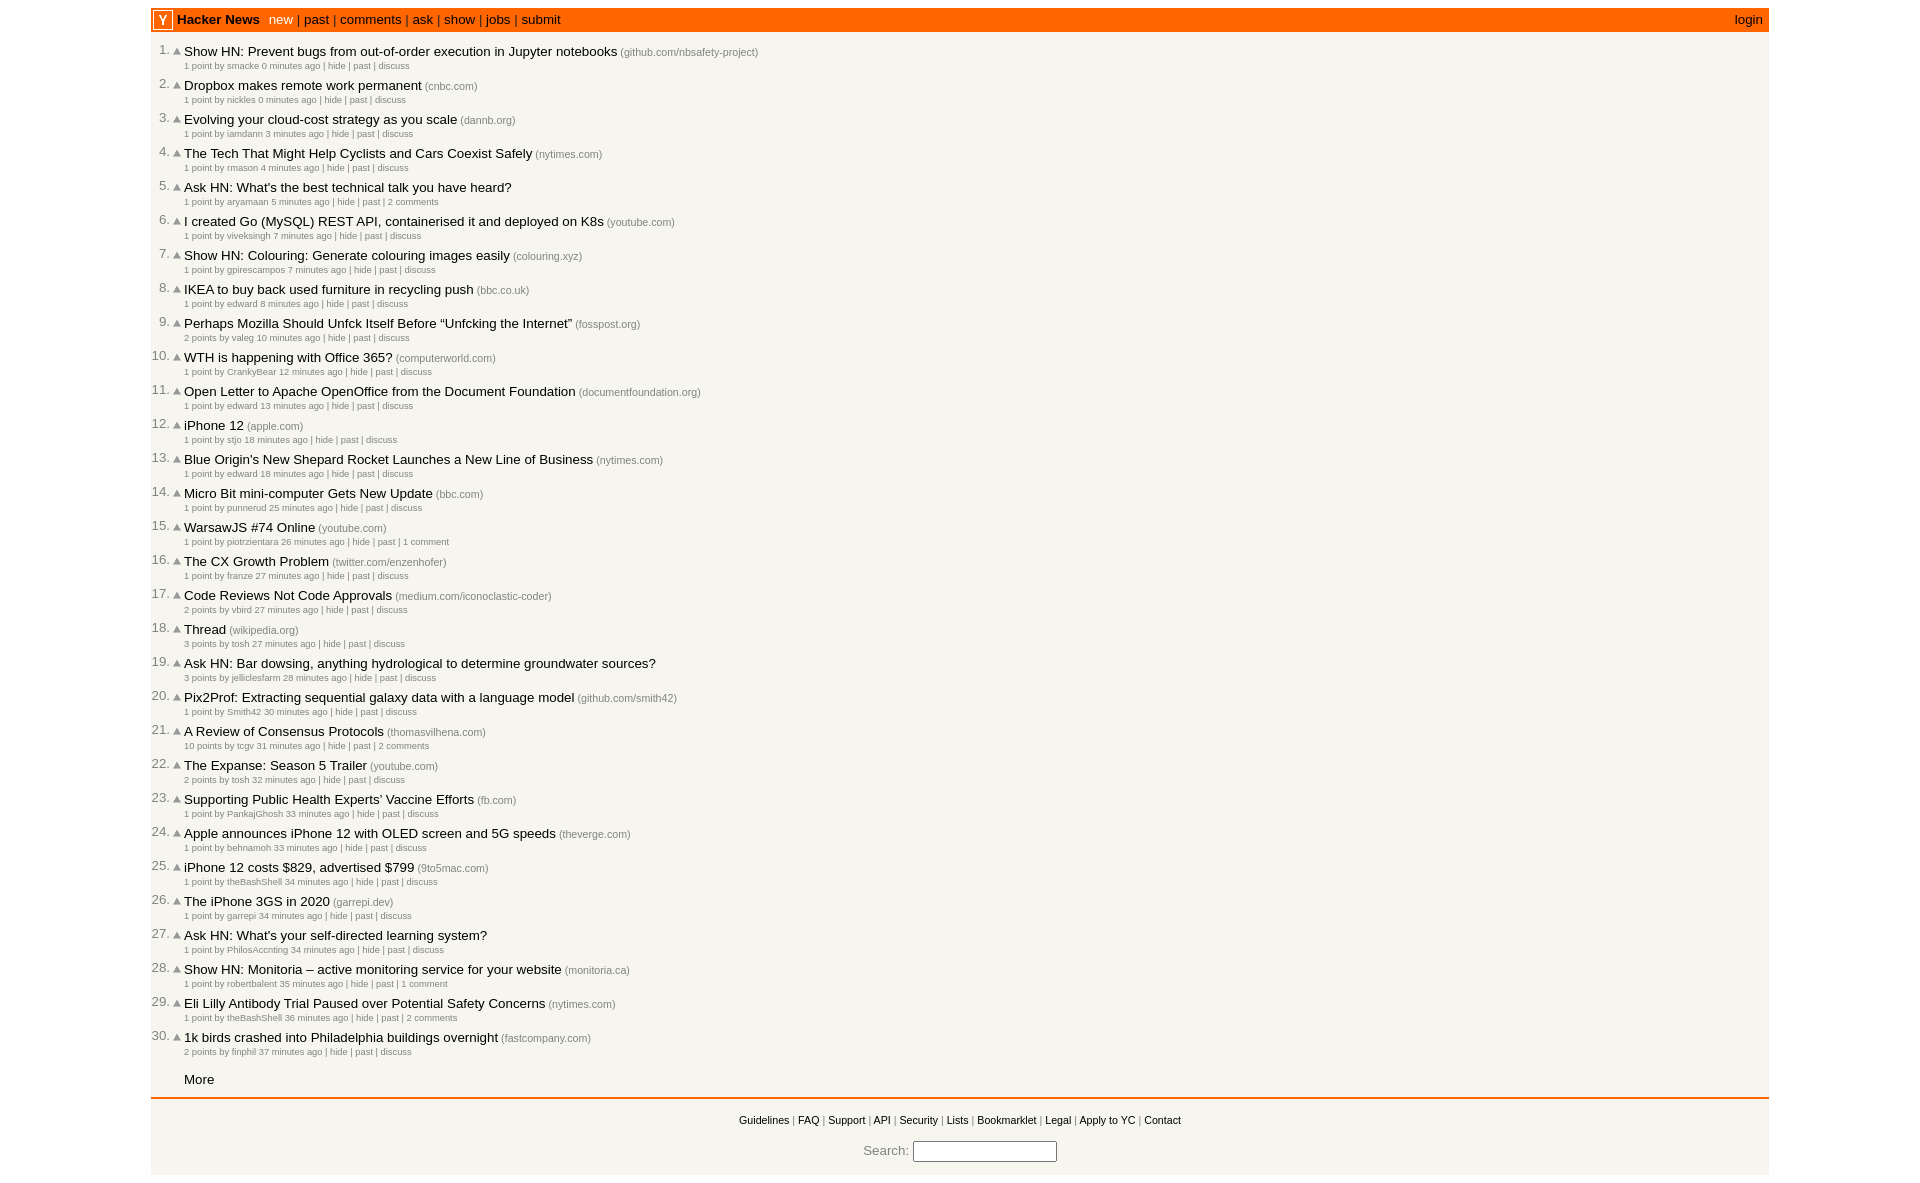 Y Hacker News new | past | comments | ask | show | jobs | submit login
1. Show HN: Prevent bugs from out-of-order execution in Jupyter notebooks (github.com/nbsafety-project)
1 point by smacke 0 minutes ago | hide | past | discuss
2. Dropbox makes remote work permanent (cnbc.com)
1 point by nickles 0 minutes ago | hide | past | discuss
3. Evolving your cloud-cost strategy as you scale (dannb.org)
1 point by iamdann 3 minutes ago | hide | past | discuss
4. The Tech That Might Help Cyclists and Cars Coexist Safely (nytimes.com)
1 point by rmason 4 minutes ago | hide | past | discuss
5. Ask HN: What's the best technical talk you have heard?
1 point by aryamaan 5 minutes ago | hide | past | 2 comments
6. I created Go (MySQL) REST API, containerised it and deployed on K8s (youtube.com)
1 point by viveksingh 7 minutes ago | hide | past | discuss
7. Show HN: Colouring: Generate colouring images easily (colouring.xyz)
1 point by gpirescampos 7 minutes ago | hide | past | discuss
8. IKEA to buy back used furniture in recycling push (bbc.co.uk)
1 point by edward 8 minutes ago | hide | past | discuss
9. Perhaps Mozilla Should Unfck Itself Before “Unfcking the Internet” (fosspost.org)
2 points by valeg 10 minutes ago | hide | past | discuss
10. WTH is happening with Office 365? (computerworld.com)
1 point by CrankyBear 12 minutes ago | hide | past | discuss
11. Open Letter to Apache OpenOffice from the Document Foundation (documentfoundation.org)
1 point by edward 13 minutes ago | hide | past | discuss
12. iPhone 12 (apple.com)
1 point by stjo 18 minutes ago | hide | past | discuss
13. Blue Origin's New Shepard Rocket Launches a New Line of Business (nytimes.com)
1 point by edward 18 minutes ago | hide | past | discuss
14. Micro Bit mini-computer Gets New Update (bbc.com)
1 point by punnerud 25 minutes ago | hide | past | discuss
15. WarsawJS #74 Online (youtube.com)
1 point by piotrzientara 26 minutes ago | hide | past | 1 comment
16. The CX Growth Problem (twitter.com/enzenhofer)
1 point by franze 27 minutes ago | hide | past | discuss
17. Code Reviews Not Code Approvals (medium.com/iconoclastic-coder)
2 points by vbird 27 minutes ago | hide | past | discuss
18. Thread (wikipedia.org)
3 points by tosh 27 minutes ago | hide | past | discuss
19. Ask HN: Bar dowsing, anything hydrological to determine groundwater sources?
3 points by jelliclesfarm 28 minutes ago | hide | past | discuss
20. Pix2Prof: Extracting sequential galaxy data with a language model (github.com/smith42)
1 point by Smith42 30 minutes ago | hide | past | discuss
21. A Review of Consensus Protocols (thomasvilhena.com)
10 points by tcgv 31 minutes ago | hide | past | 2 comments
22. The Expanse: Season 5 Trailer (youtube.com)
2 points by tosh 32 minutes ago | hide | past | discuss
23. Supporting Public Health Experts’ Vaccine Efforts (fb.com)
1 point by PankajGhosh 33 minutes ago | hide | past | discuss
24. Apple announces iPhone 12 with OLED screen and 5G speeds (theverge.com)
1 point by behnamoh 33 minutes ago | hide | past | discuss
25. iPhone 12 costs $829, advertised $799 (9to5mac.com)
1 point by theBashShell 34 minutes ago | hide | past | discuss
26. The iPhone 3GS in 2020 (garrepi.dev)
1 point by garrepi 34 minutes ago | hide | past | discuss
27. Ask HN: What's your self-directed learning system?
1 point by PhilosAccnting 34 minutes ago | hide | past | discuss
28. Show HN: Monitoria – active monitoring service for your website (monitoria.ca)
1 point by robertbalent 35 minutes ago | hide | past | 1 comment
29. Eli Lilly Antibody Trial Paused over Potential Safety Concerns (nytimes.com)
1 point by theBashShell 36 minutes ago | hide | past | 2 comments
30. 1k birds crashed into Philadelphia buildings overnight (fastcompany.com)
2 points by finphil 37 minutes ago | hide | past | discuss
More
Guidelines | FAQ | Support | API | Security | Lists | Bookmarklet | Legal | Apply to YC | Contact
Search: